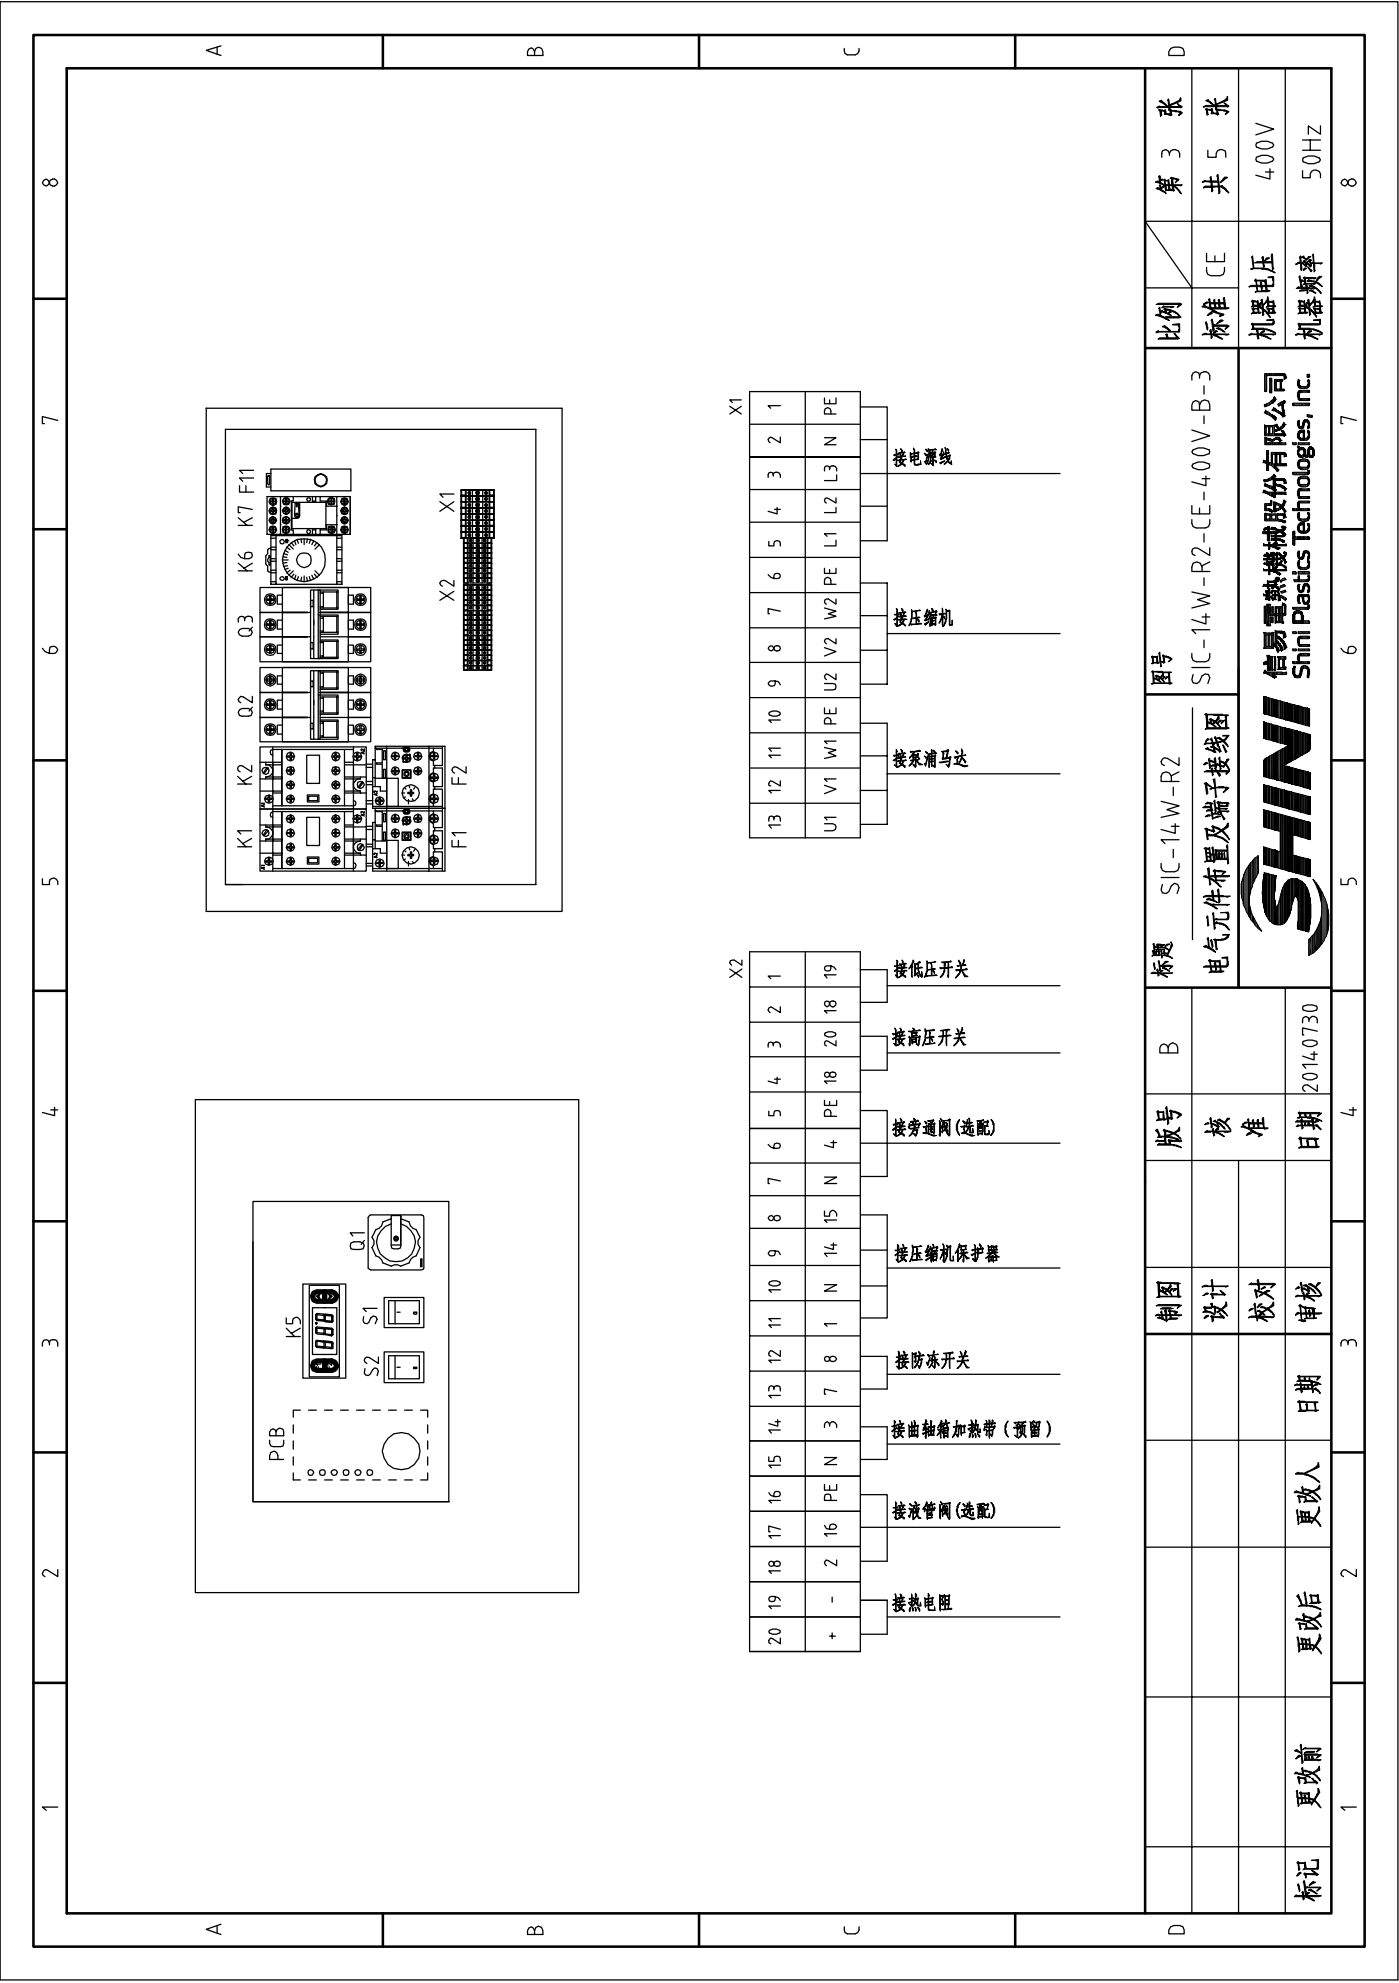 1 2 3 4 5 6 7 8
A
B
C
D
PCB
K5
S2
S1
Q1
K1 K2 Q2 Q3 K6 K7 F11
F1 F2
X2 X1
X2
20 19 18 17 16 15 14 13 12 11 10 9 8 7 6 5 4 3 2 1
+ - 2 16 PE N 3 7 8 1 N 14 15 N 4 PE 18 20 18 19
接热电阻
接液管阀(选配)
接曲轴箱加热带(预留)
接防冻开关
接压缩机保护器
接旁通阀(选配)
接高压开关
接低压开关
X1
13 12 11 10 9 8 7 6 5 4 3 2 1
U1 V1 W1 PE U2 V2 W2 PE L1 L2 L3 N PE
接泵浦马达
接压缩机
接电源线
标记 更改前 更改后 更改人 日期
制图
设计
校对
审核
版号 B
核准
日期 20140730
标题
SIC-14W-R2
电气元件布置及端子接线图
图号
SIC-14W-R2-CE-400V-B-3
SHINI
信易電熱機械股份有限公司
Shini Plastics Technologies, Inc.
比例 第 3 张
标准 CE 共 5 张
机器电压 400V
机器频率 50Hz
A
B
C
D
1 2 3 4 5 6 7 8